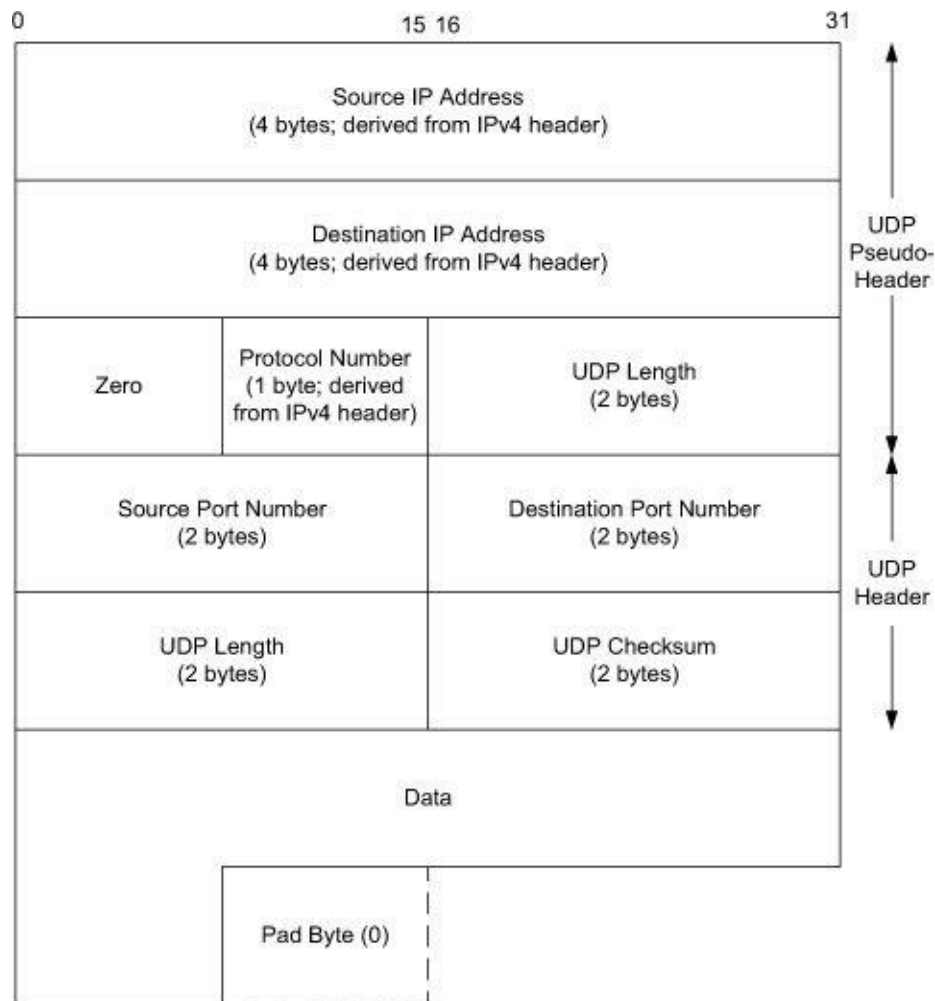 0
15 16
31
Source IP Address
(4 bytes; derived from IPv4 header)
Destination IP Address
(4 bytes; derived from IPv4 header)
UDP
Pseudo-
Header
Zero
Protocol Number
(1 byte; derived
from IPv4 header)
UDP Length
(2 bytes)
Source Port Number
(2 bytes)
Destination Port Number
(2 bytes)
UDP
Header
UDP Length
(2 bytes)
UDP Checksum
(2 bytes)
Data
Pad Byte (0)